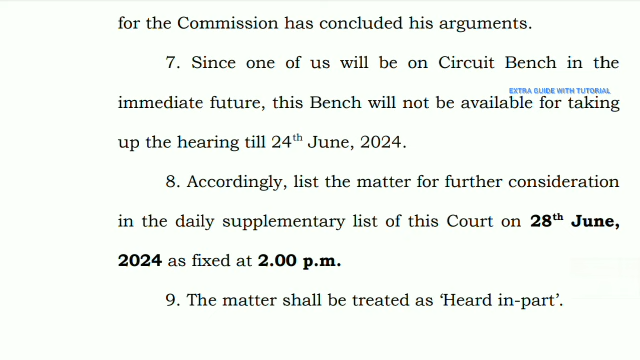 for the Commission has concluded his arguments.
7. Since one of us will be on Circuit Bench in the
EXTRA GUIDE WITH TUTORIAL
immediate future, this Bench will not be available for taking
up the hearing till 24th June, 2024.
8. Accordingly, list the matter for further consideration
in the daily supplementary list of this Court on 28th June,
2024 as fixed at 2.00 p.m.
9. The matter shall be treated as ‘Heard in-part’.